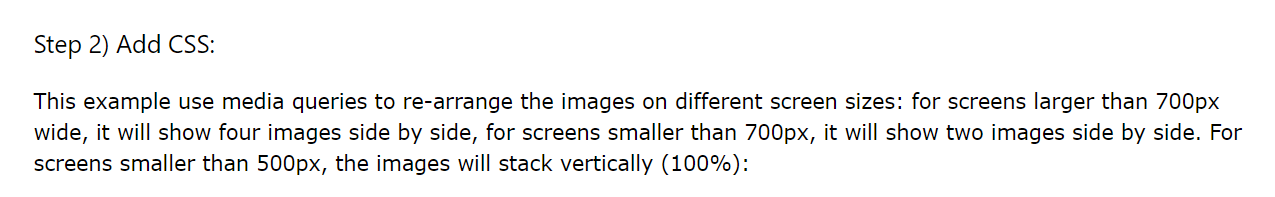 Step 2) Add CSS:
This example use media queries to re-arrange the images on different screen sizes: for screens larger than 700px
wide, it will show four images side by side, for screens smaller than 700px, it will show two images side by side. For
screens smaller than 500px, the images will stack vertically (100%):